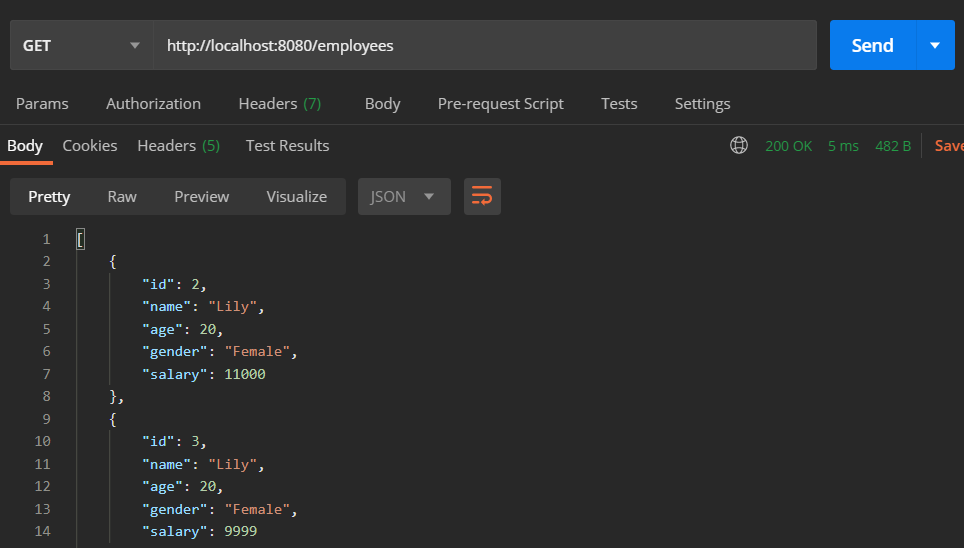 GET http://localhost:8080/employees Send
Params Authorization Headers (7) Body Pre-request Script Tests Settings
Body Cookies Headers (5) Test Results 200 OK 5 ms 482 B Save
Pretty Raw Preview Visualize JSON
1 [
2 {
3 "id": 2,
4 "name": "Lily",
5 "age": 20,
6 "gender": "Female",
7 "salary": 11000
8 },
9 {
10 "id": 3,
11 "name": "Lily",
12 "age": 20,
13 "gender": "Female",
14 "salary": 9999